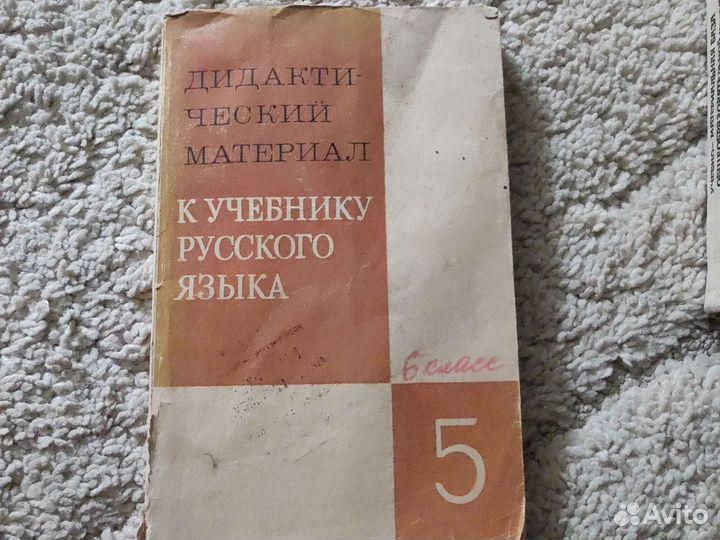 ДИДАКТИ-
ЧЕСКИЙ
МАТЕРИАЛ
К УЧЕБНИКУ
РУССКОГО
ЯЗЫКА
6 класс
5
Avito